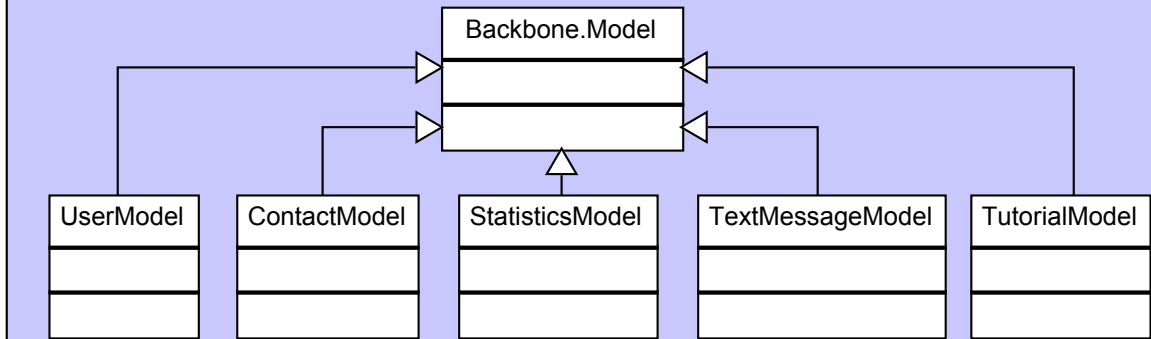 Backbone.Model
UserModel
ContactModel
StatisticsModel
TextMessageModel
TutorialModel